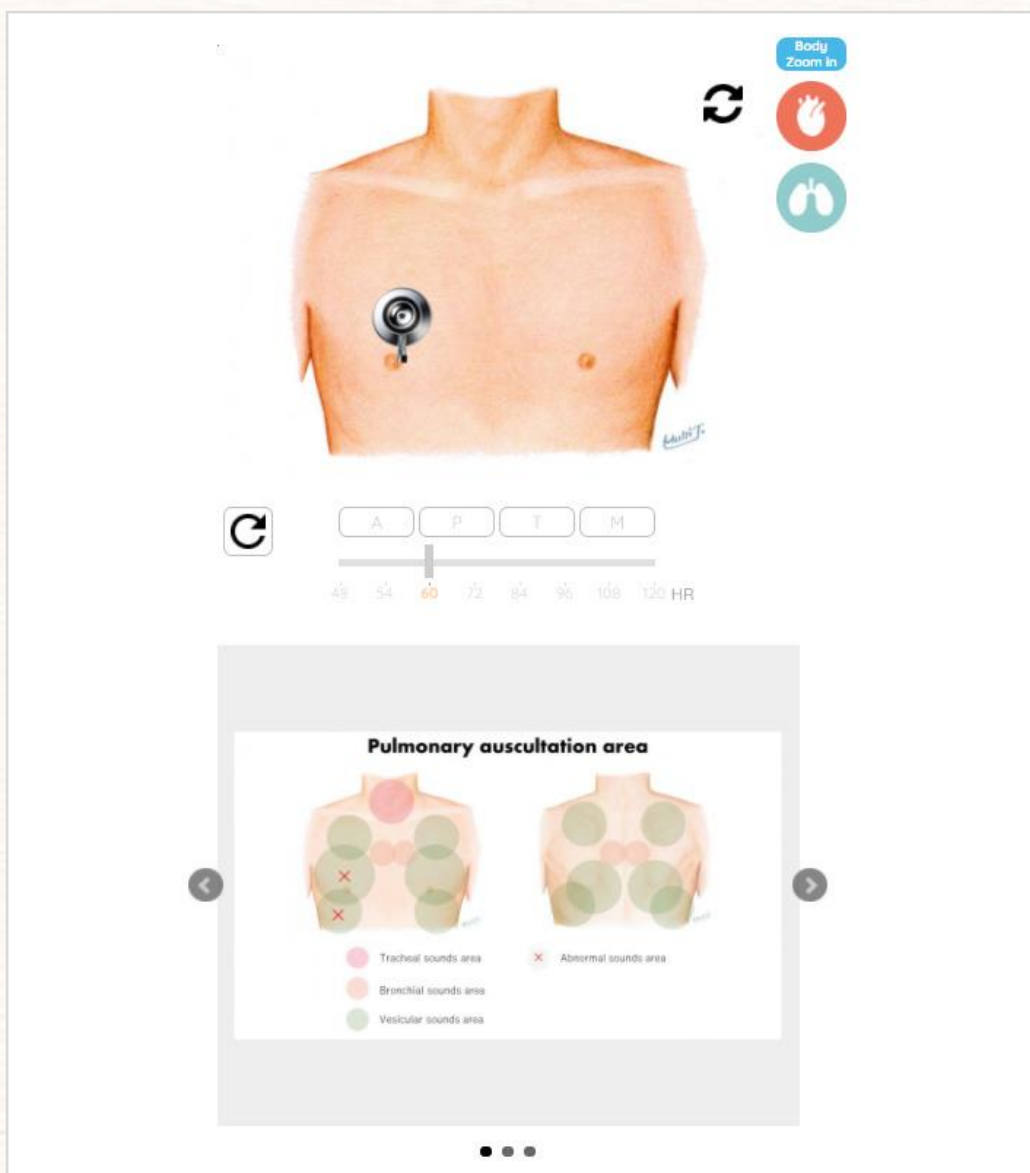 Body
Zoom in
A P T M
48 54 60 72 84 96 108 120 HR
Pulmonary auscultation area
Tracheal sounds area
Abnormal sounds area
Bronchial sounds area
Vesicular sounds area